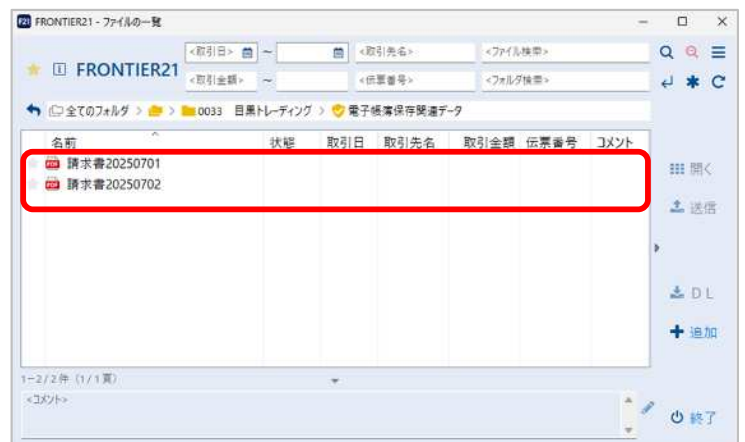 F21 FRONTIER21 - ファイルの一覧
<取引日> ~ <取引先名> <ファイル検索>
FRONTIER21
<取引金額> ~ <伝票番号> <フォルダ検索>
全てのフォルダ > > 0033 目黒トレーディング > 電子帳簿保存関連データ
名前 状態 取引日 取引先名 取引金額 伝票番号 コメント
PDF 請求書20250701
PDF 請求書20250702
開く
送信
ＤＬ
追加
1-2/2件 (1/1頁)
<コメント>
終了